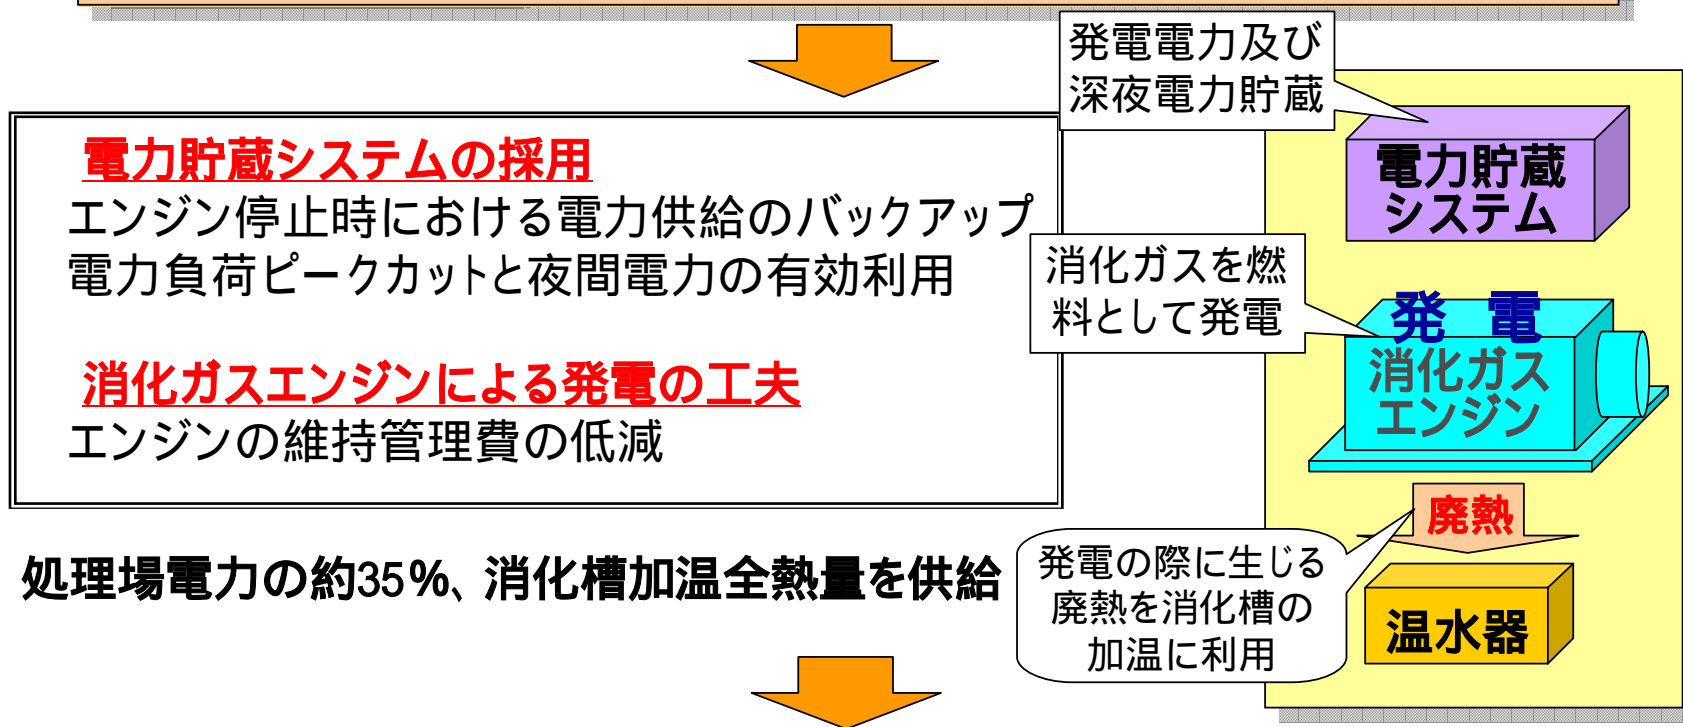 電力貯蔵システムの採用
エンジン停止時における電力供給のバックアップ
電力負荷ピークカットと夜間電力の有効利用
消化ガスエンジンによる発電の工夫
エンジンの維持管理費の低減
処理場電力の約35%、消化槽加温全熱量を供給
発電電力及び
深夜電力貯蔵
電力貯蔵
システム
消化ガスを燃
料として発電
発 電
消化ガス
エンジン
廃熱
発電の際に生じる
廃熱を消化槽の
加温に利用
温水器